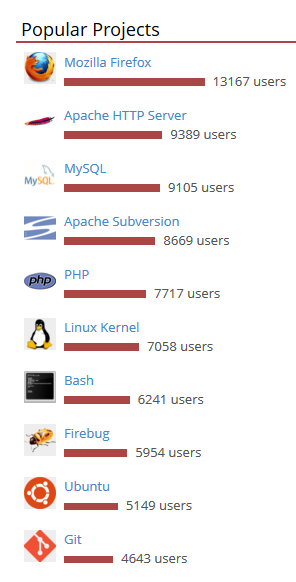 Popular Projects
Mozilla Firefox
13167 users
Apache HTTP Server
9389 users
MySQL
MySQL
9105 users
Apache Subversion
8669 users
php
PHP
7717 users
Linux Kernel
7058 users
Bash
6241 users
Firebug
5954 users
Ubuntu
5149 users
Git
4643 users